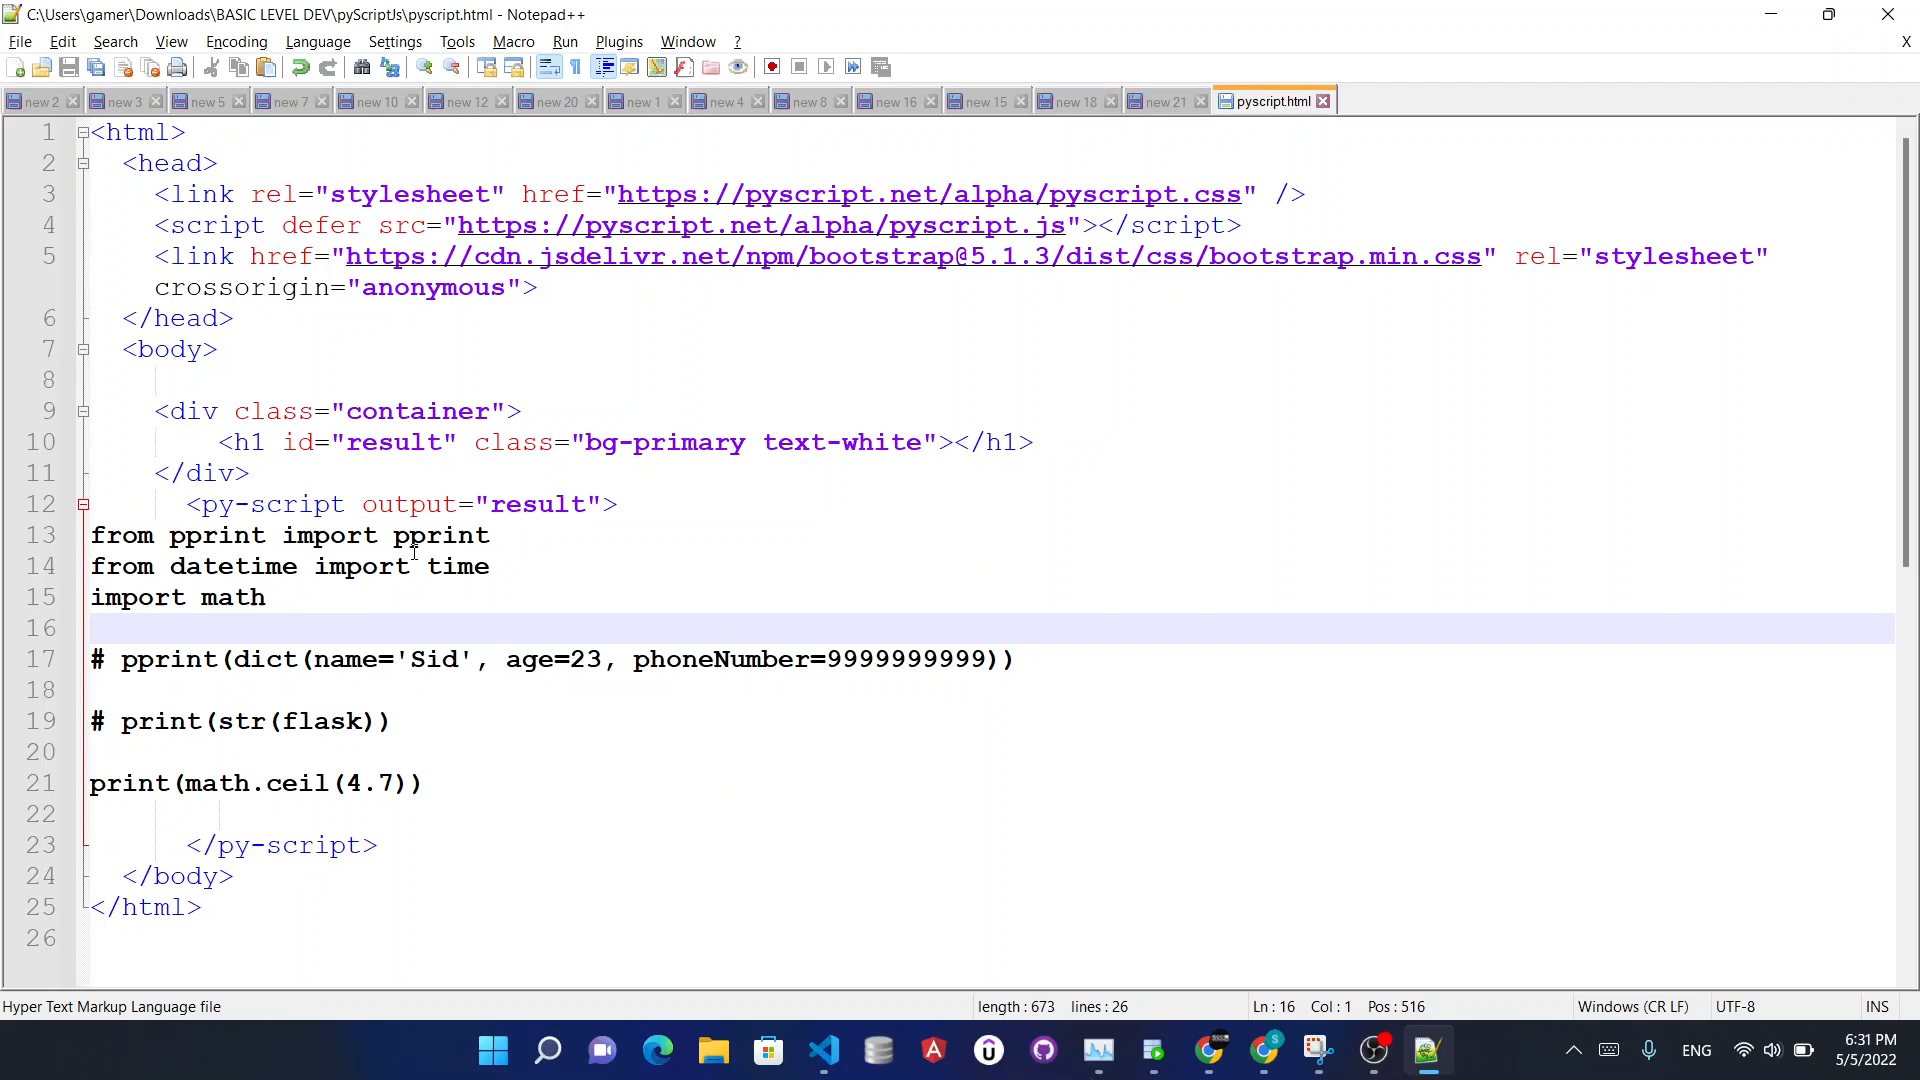 C:\Users\gamer\Downloads\BASIC LEVEL DEV\pyScriptJs\pyscript.html - Notepad++
File Edit Search View Encoding Language Settings Tools Macro Run Plugins Window ? X
new 2 new 3 new 5 new 7 new 10 new 12 new 20 new 1 new 4 new 8 new 16 new 15 new 18 new 21 pyscript.html
1 <html>
2 <head>
3 <link rel="stylesheet" href="https://pyscript.net/alpha/pyscript.css" />
4 <script defer src="https://pyscript.net/alpha/pyscript.js"></script>
5 <link href="https://cdn.jsdelivr.net/npm/bootstrap@5.1.3/dist/css/bootstrap.min.css" rel="stylesheet"
crossorigin="anonymous">
6 </head>
7 <body>
8
9 <div class="container">
10 <h1 id="result" class="bg-primary text-white"></h1>
11 </div>
12 <py-script output="result">
13 from pprint import pprint
14 from datetime import time
15 import math
16
17 # pprint(dict(name='Sid', age=23, phoneNumber=9999999999))
18
19 # print(str(flask))
20
21 print(math.ceil(4.7))
22
23 </py-script>
24 </body>
25 </html>
26
Hyper Text Markup Language file length : 673 lines : 26 Ln : 16 Col : 1 Pos : 516 Windows (CR LF) UTF-8 INS
ENG 6:31 PM
5/5/2022